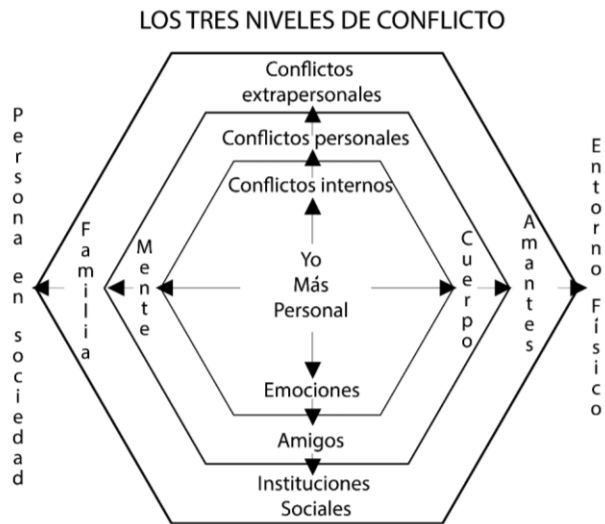 LOS TRES NIVELES DE CONFLICTO
Conflictos
extrapersonales
Conflictos personales
Conflictos internos
Persona en sociedad
Familia
Mente
Yo
Más
Personal
Cuerpo
Amantes
Entorno Físico
Emociones
Amigos
Instituciones
Sociales